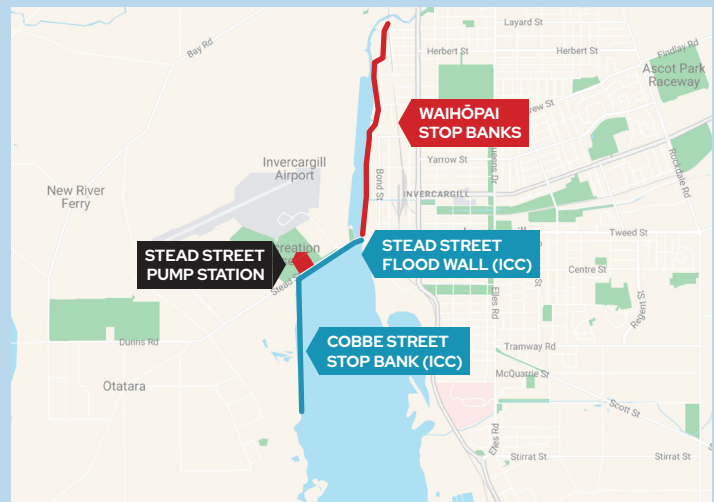 Layard St
Bay Rd
Herbert St
Herbert St
Findlay Rd
Ascot Park
Raceway
WAIHŌPAI
STOP BANKS
Yarrow St
Invercargill
Airport
Bond St
Rockdale Rd
New River
Ferry
INVERCARGILL
Tweed St
STEAD STREET
PUMP STATION
STEAD STREET
FLOOD WALL (ICC)
Centre St
Elles Rd
Regent St
COBBE STREET
STOP BANK (ICC)
Dunns Rd
Tramway Rd
McQuarrie St
Otatara
Scott St
Elles Rd
Stirrat St
Stirrat St